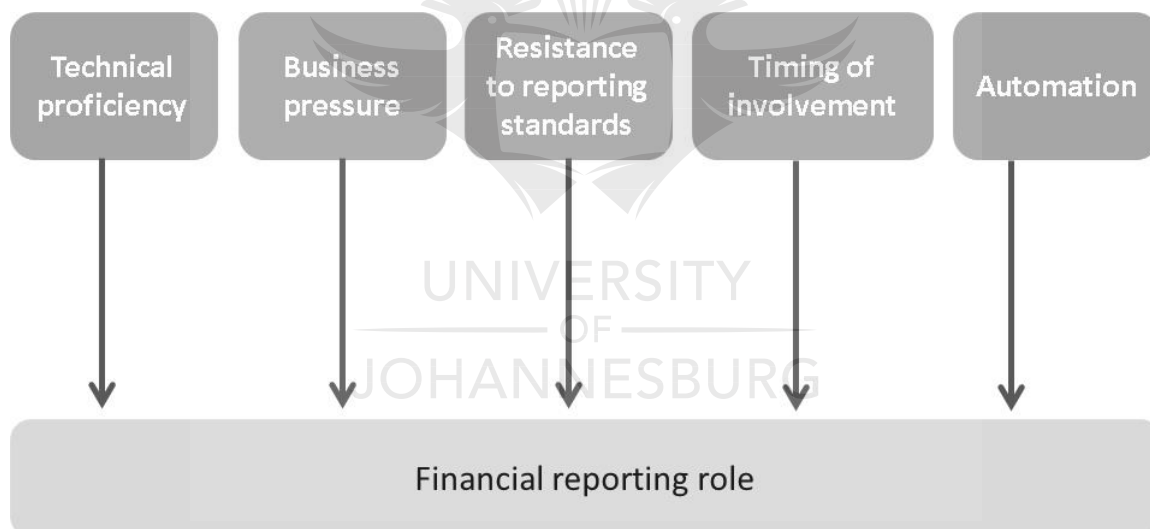 Technical
proficiency
Business
pressure
Resistance
to reporting
standards
Timing of
involvement
Automation
UNIVERSITY
OF
JOHANNESBURG
Financial reporting role